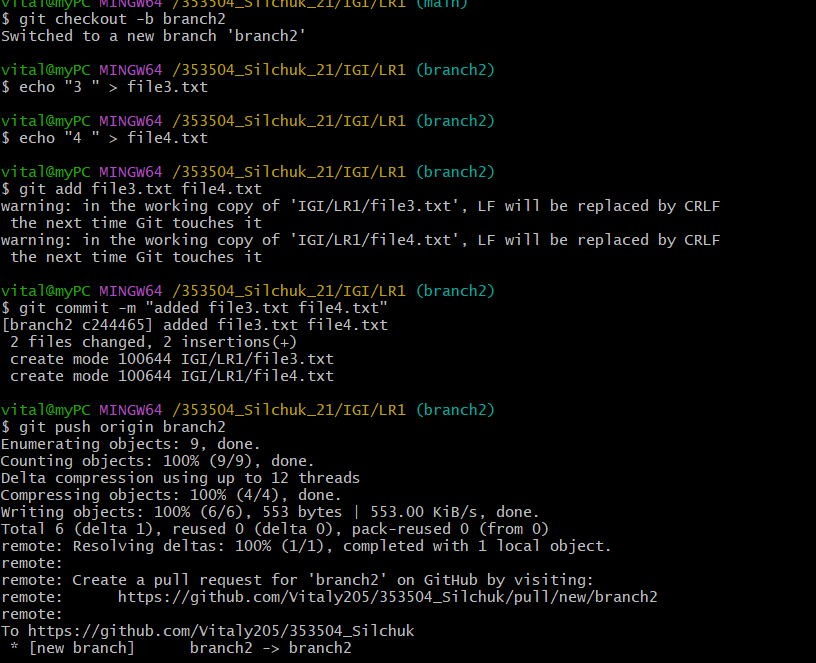 vital@myPC MINGW64 /353504_Silchuk_21/IGI/LR1 (main)
$ git checkout -b branch2
Switched to a new branch 'branch2'
vital@myPC MINGW64 /353504_Silchuk_21/IGI/LR1 (branch2)
$ echo "3 " > file3.txt
vital@myPC MINGW64 /353504_Silchuk_21/IGI/LR1 (branch2)
$ echo "4 " > file4.txt
vital@myPC MINGW64 /353504_Silchuk_21/IGI/LR1 (branch2)
$ git add file3.txt file4.txt
warning: in the working copy of 'IGI/LR1/file3.txt', LF will be replaced by CRLF
 the next time Git touches it
warning: in the working copy of 'IGI/LR1/file4.txt', LF will be replaced by CRLF
 the next time Git touches it
vital@myPC MINGW64 /353504_Silchuk_21/IGI/LR1 (branch2)
$ git commit -m "added file3.txt file4.txt"
[branch2 c244465] added file3.txt file4.txt
 2 files changed, 2 insertions(+)
 create mode 100644 IGI/LR1/file3.txt
 create mode 100644 IGI/LR1/file4.txt
vital@myPC MINGW64 /353504_Silchuk_21/IGI/LR1 (branch2)
$ git push origin branch2
Enumerating objects: 9, done.
Counting objects: 100% (9/9), done.
Delta compression using up to 12 threads
Compressing objects: 100% (4/4), done.
Writing objects: 100% (6/6), 553 bytes | 553.00 KiB/s, done.
Total 6 (delta 1), reused 0 (delta 0), pack-reused 0 (from 0)
remote: Resolving deltas: 100% (1/1), completed with 1 local object.
remote:
remote: Create a pull request for 'branch2' on GitHub by visiting:
remote:      https://github.com/Vitaly205/353504_Silchuk/pull/new/branch2
remote:
To https://github.com/Vitaly205/353504_Silchuk
 * [new branch]      branch2 -> branch2